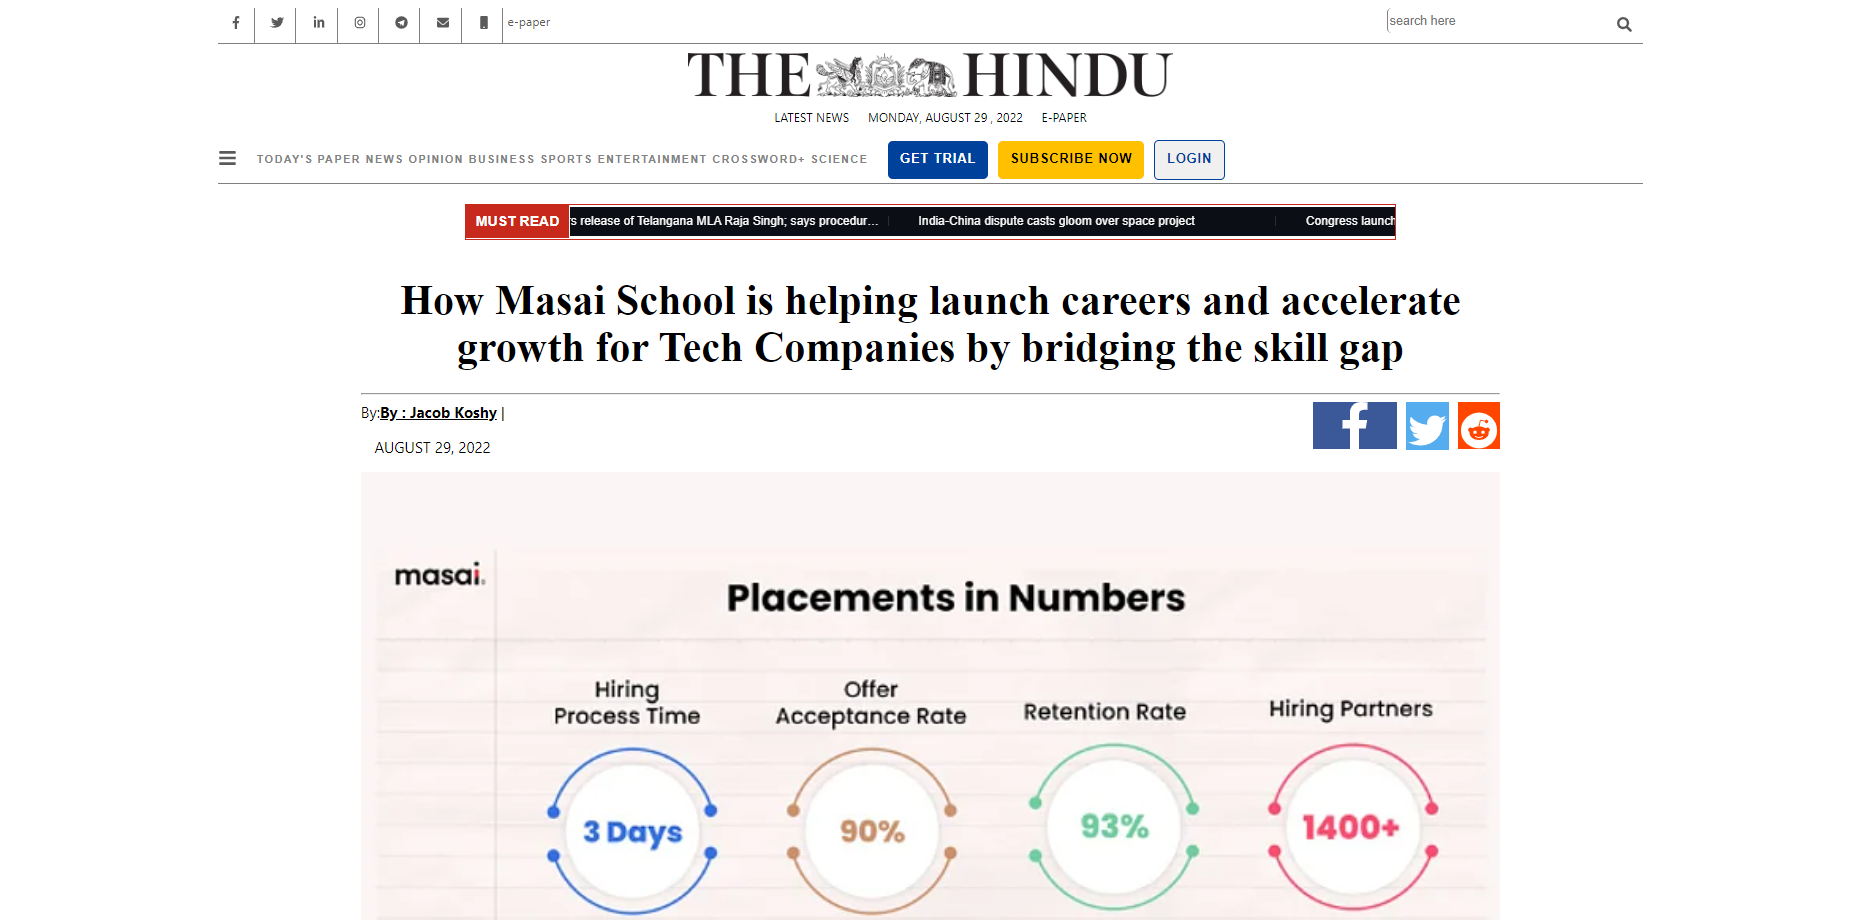 e-paper
search here
THE HINDU
LATEST NEWS MONDAY, AUGUST 29 , 2022 E-PAPER
TODAY'S PAPER NEWS OPINION BUSINESS SPORTS ENTERTAINMENT CROSSWORD+ SCIENCE GET TRIAL SUBSCRIBE NOW LOGIN
MUST READ s release of Telangana MLA Raja Singh; says procedur... India-China dispute casts gloom over space project Congress launch
How Masai School is helping launch careers and accelerate
growth for Tech Companies by bridging the skill gap
By:By : Jacob Koshy |
AUGUST 29, 2022
masai.
Placements in Numbers
Hiring
Process Time
Offer
Acceptance Rate
Retention Rate
Hiring Partners
3 Days
90%
93%
1400+